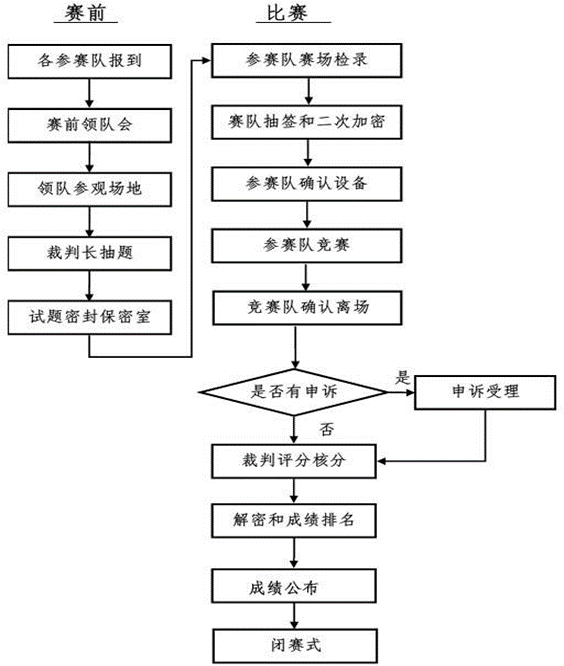 赛前
比赛
各参赛队报到
赛前领队会
领队参观场地
裁判长抽题
试题密封保密室
参赛队赛场检录
赛队抽签和二次加密
参赛队确认设备
参赛队竞赛
竞赛队确认离场
是否有申诉
是
申诉受理
否
裁判评分核分
解密和成绩排名
成绩公布
闭赛式